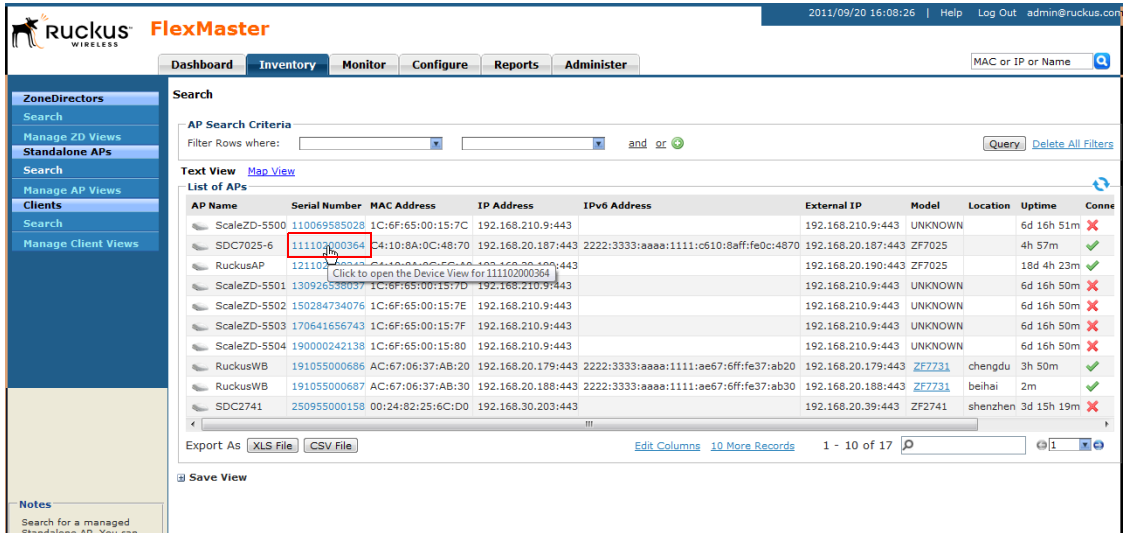 2011/09/20 16:08:26 | Help Log Out admin@ruckus.com
Ruckus WIRELESS FlexMaster
Dashboard Inventory Monitor Configure Reports Administer MAC or IP or Name
ZoneDirectors
Search
Manage ZD Views
Standalone APs
Search
Manage AP Views
Clients
Search
Manage Client Views
Notes
Search for a managed
Search
AP Search Criteria
Filter Rows where: and or Query Delete All Filters
Text View Map View
List of APs
AP Name Serial Number MAC Address IP Address IPv6 Address External IP Model Location Uptime Conne
ScaleZD-5500 110069585028 1C:6F:65:00:15:7C 192.168.210.9:443 192.168.210.9:443 UNKNOWN 6d 16h 51m
SDC7025-6 111102000364 C4:10:8A:0C:48:70 192.168.20.187:443 2222:3333:aaaa:1111:c610:8aff:fe0c:4870 192.168.20.187:443 ZF7025 4h 57m
RuckusAP 192.168.20.190:443 ZF7025 18d 4h 23m
Click to open the Device View for 111102000364
ScaleZD-5501 130926538037 1C:6F:65:00:15:7D 192.168.210.9:443 192.168.210.9:443 UNKNOWN 6d 16h 50m
ScaleZD-5502 150284734076 1C:6F:65:00:15:7E 192.168.210.9:443 192.168.210.9:443 UNKNOWN 6d 16h 50m
ScaleZD-5503 170641656743 1C:6F:65:00:15:7F 192.168.210.9:443 192.168.210.9:443 UNKNOWN 6d 16h 50m
ScaleZD-5504 190000242138 1C:6F:65:00:15:80 192.168.210.9:443 192.168.210.9:443 UNKNOWN 6d 16h 50m
RuckusWB 191055000686 AC:67:06:37:AB:20 192.168.20.179:443 2222:3333:aaaa:1111:ae67:6ff:fe37:ab20 192.168.20.179:443 ZF7731 chengdu 3h 50m
RuckusWB 191055000687 AC:67:06:37:AB:30 192.168.20.188:443 2222:3333:aaaa:1111:ae67:6ff:fe37:ab30 192.168.20.188:443 ZF7731 beihai 2m
SDC2741 250955000158 00:24:82:25:6C:D0 192.168.30.203:443 192.168.20.39:443 ZF2741 shenzhen 3d 15h 19m
Export As XLS File CSV File Edit Columns 10 More Records 1 - 10 of 17 1
Save View